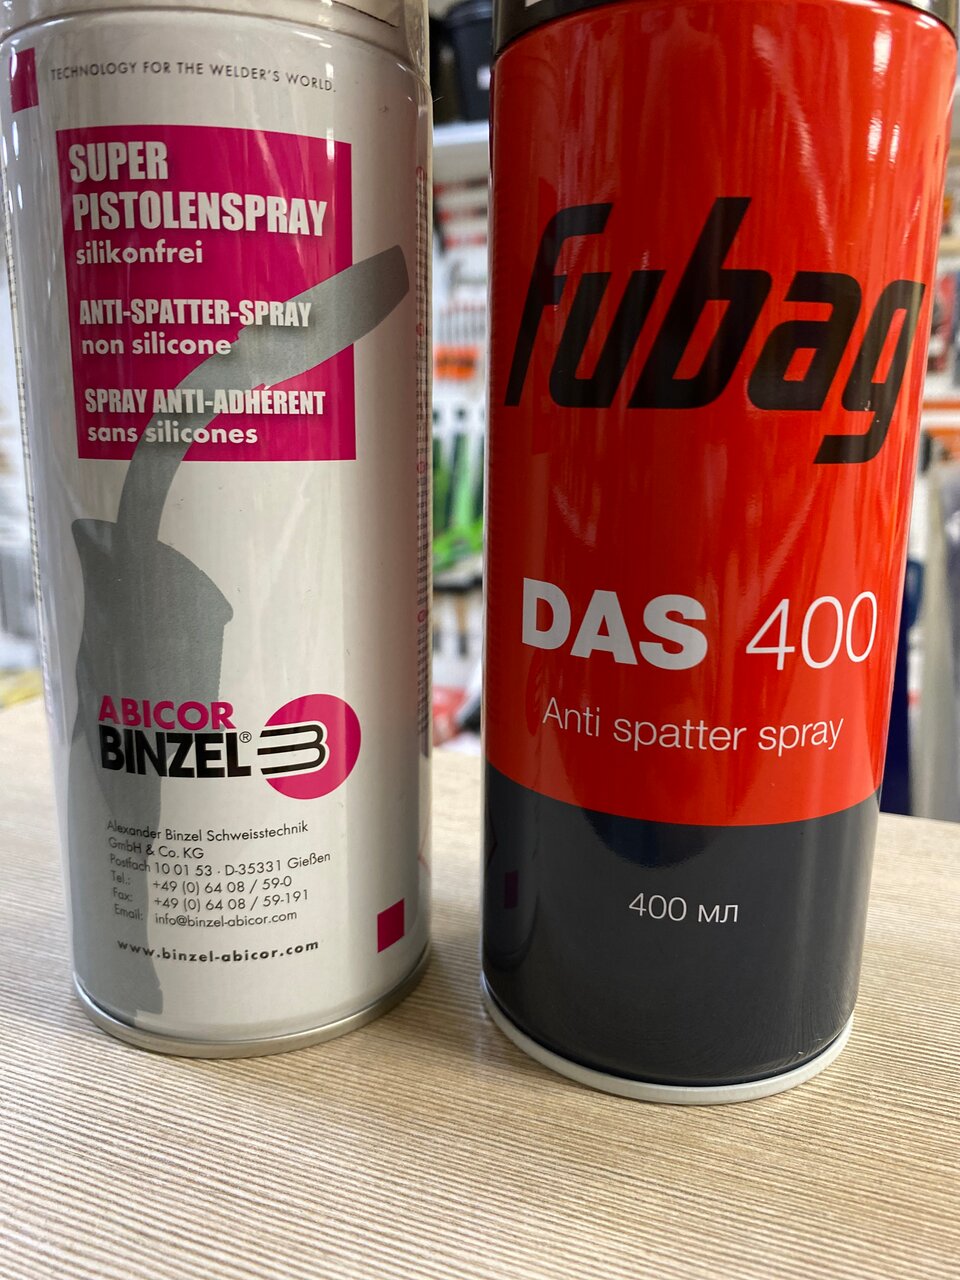 TECHNOLOGY FOR THE WELDER'S WORLD.
SUPER
PISTOLENSPRAY
silikonfrei
ANTI-SPATTER-SPRAY
non silicone
SPRAY ANTI-ADHÉRENT
sans silicones
ABICOR
BINZEL®
Alexander Binzel Schweisstechnik
GmbH & Co. KG
Postfach 10 01 53 · D-35331 Gießen
Tel.: +49 (0) 64 08 / 59-0
Fax: +49 (0) 64 08 / 59-191
Email: info@binzel-abicor.com
www.binzel-abicor.com
fubag
DAS 400
Anti spatter spray
400 мл